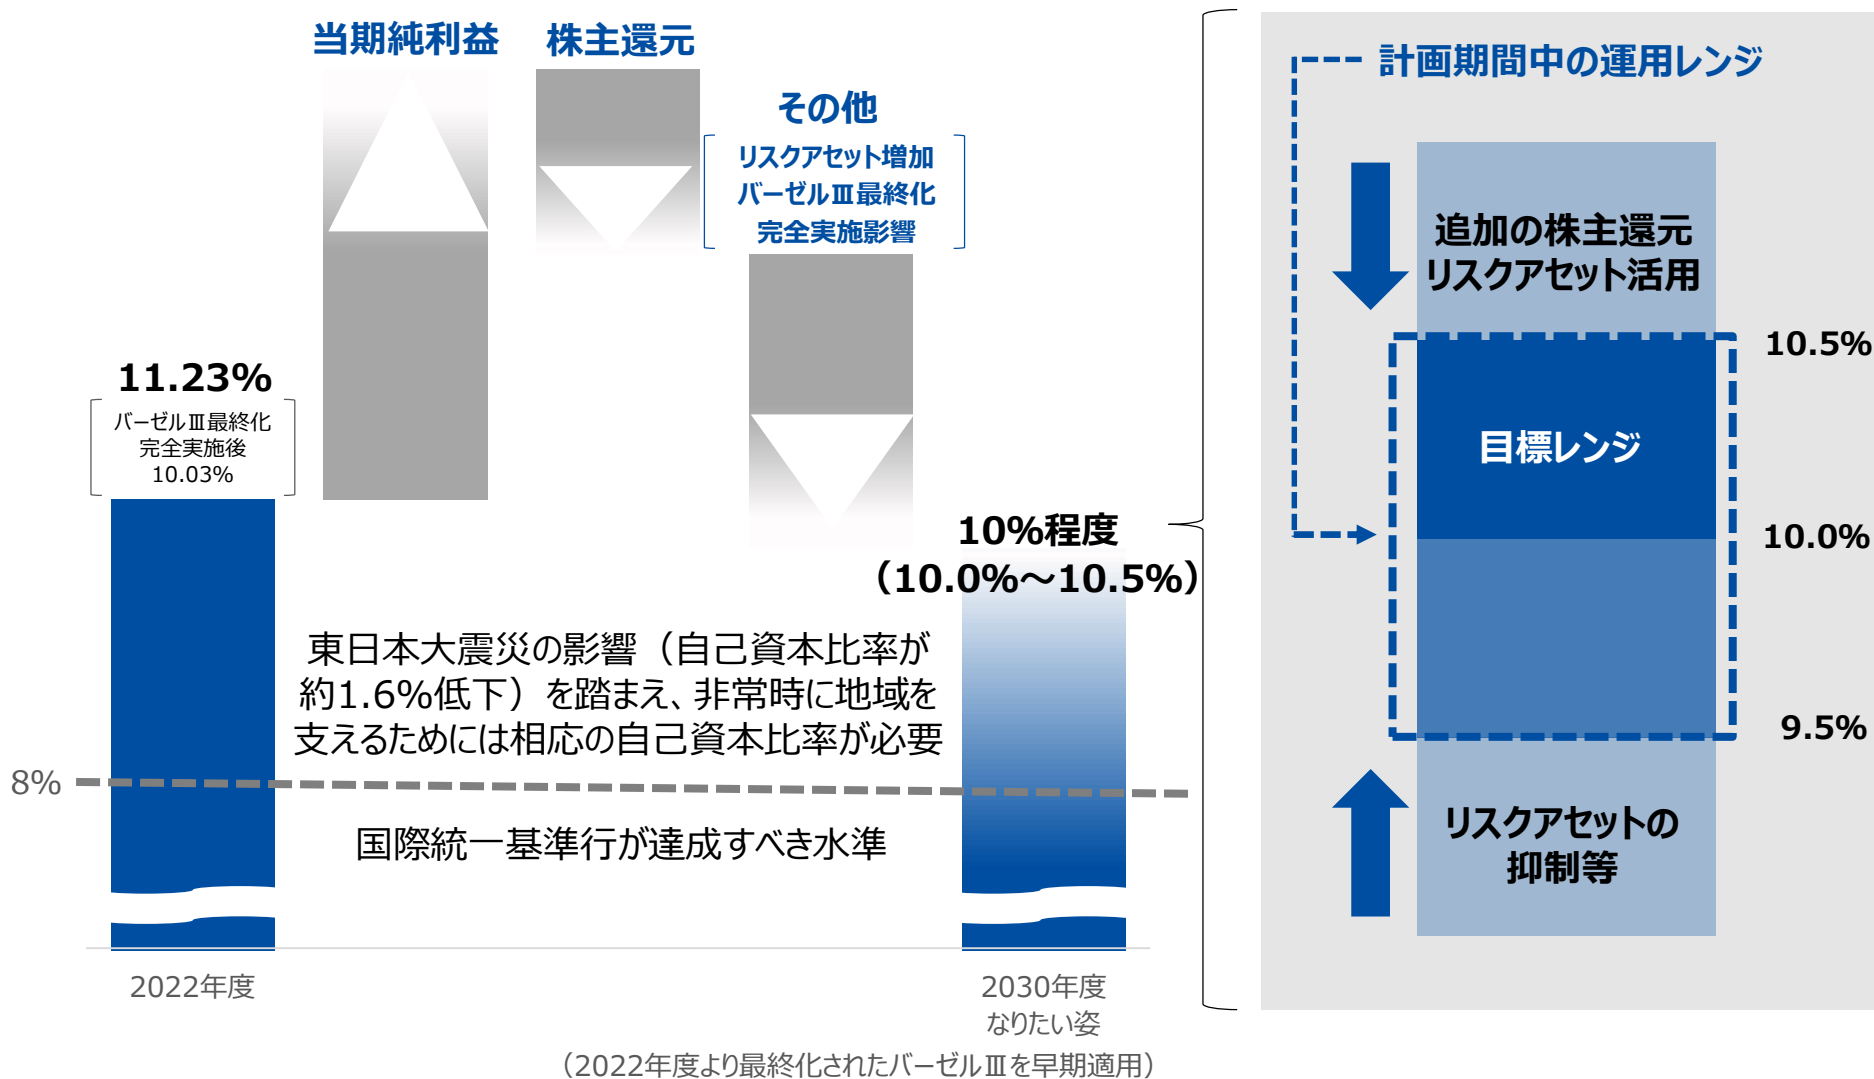 当期純利益
株主還元
その他
リスクアセット増加
バーゼルⅢ最終化
完全実施影響
11.23%
バーゼルⅢ最終化
完全実施後
10.03%
10%程度
（10.0%～10.5%）
東日本大震災の影響（自己資本比率が
約1.6%低下）を踏まえ、非常時に地域を
支えるためには相応の自己資本比率が必要
8%
国際統一基準行が達成すべき水準
2022年度
2030年度
なりたい姿
（2022年度より最終化されたバーゼルⅢを早期適用）
計画期間中の運用レンジ
追加の株主還元
リスクアセット活用
10.5%
目標レンジ
10.0%
9.5%
リスクアセットの
抑制等